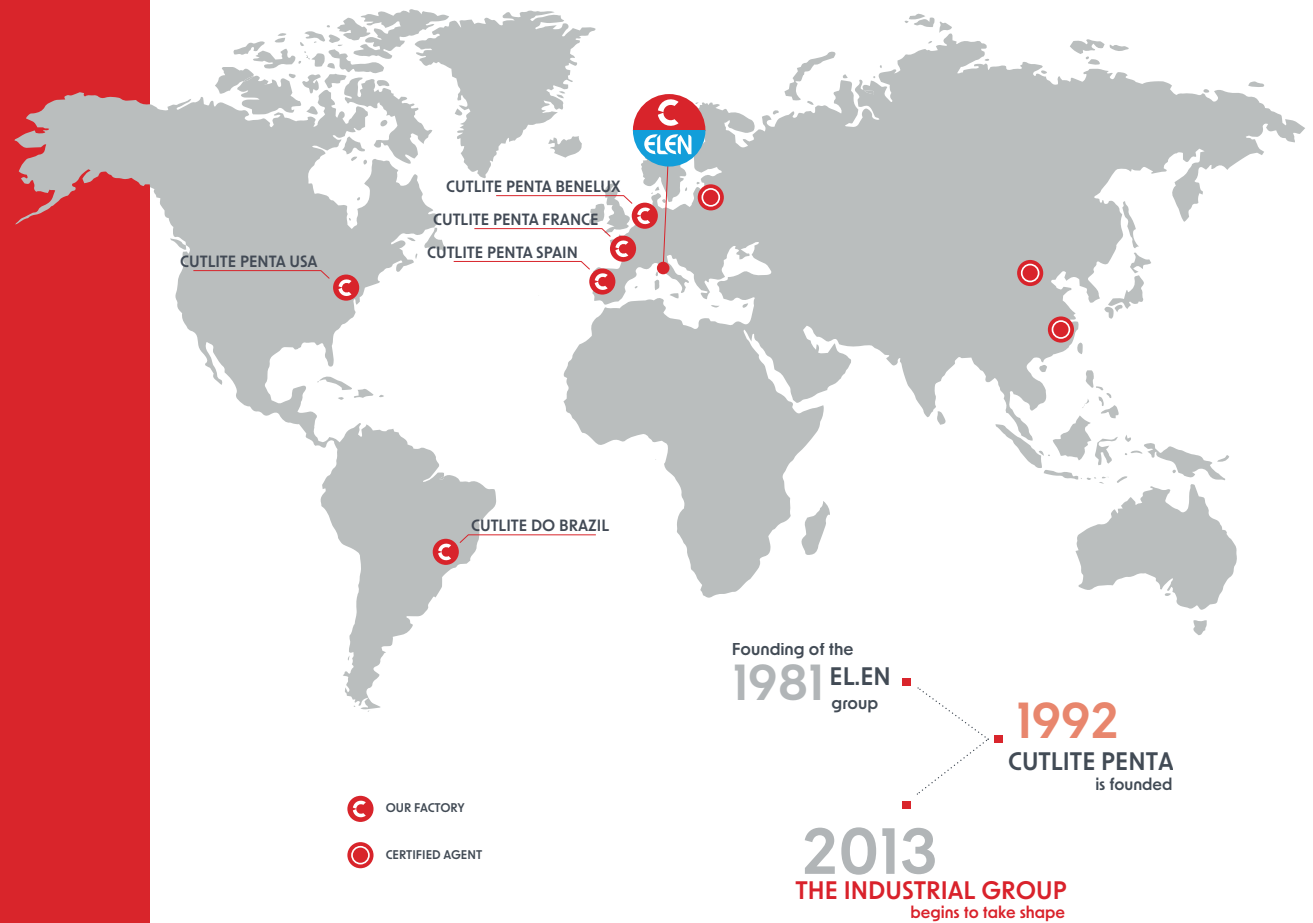 ELEN
CUTLITE PENTA BENELUX
CUTLITE PENTA FRANCE
CUTLITE PENTA SPAIN
CUTLITE PENTA USA
CUTLITE DO BRAZIL
Founding of the
1981 EL.EN
group
1992
CUTLITE PENTA
is founded
OUR FACTORY
CERTIFIED AGENT
2013
THE INDUSTRIAL GROUP
begins to take shape